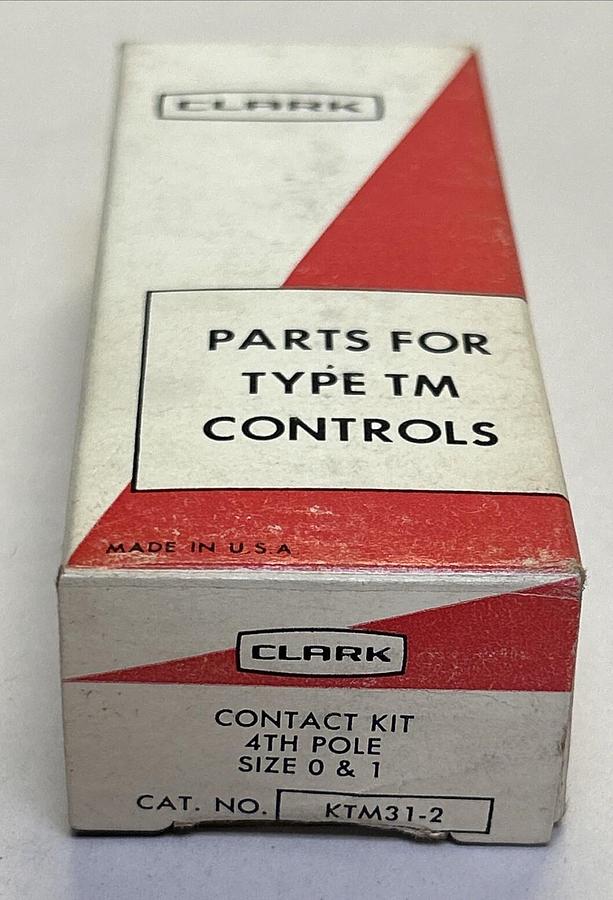 CLARK
PARTS FOR
TYPE TM
CONTROLS
MADE IN U.S.A
CLARK
CONTACT KIT
4TH POLE
SIZE 0 & 1
CAT. NO. KTM31-2